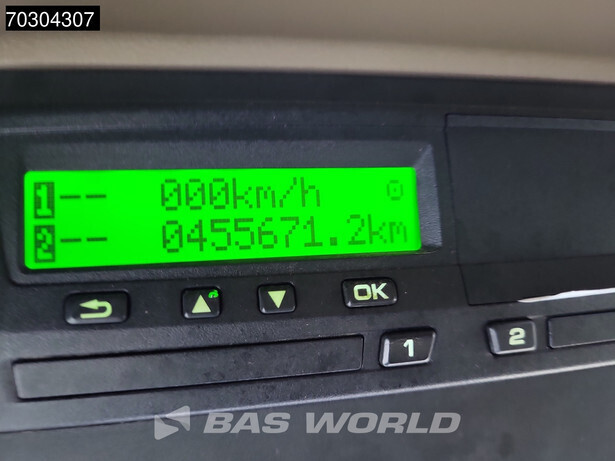 70304307
1 -- 000km/h
2 -- 0455671.2km
OK
1
2
BAS WORLD